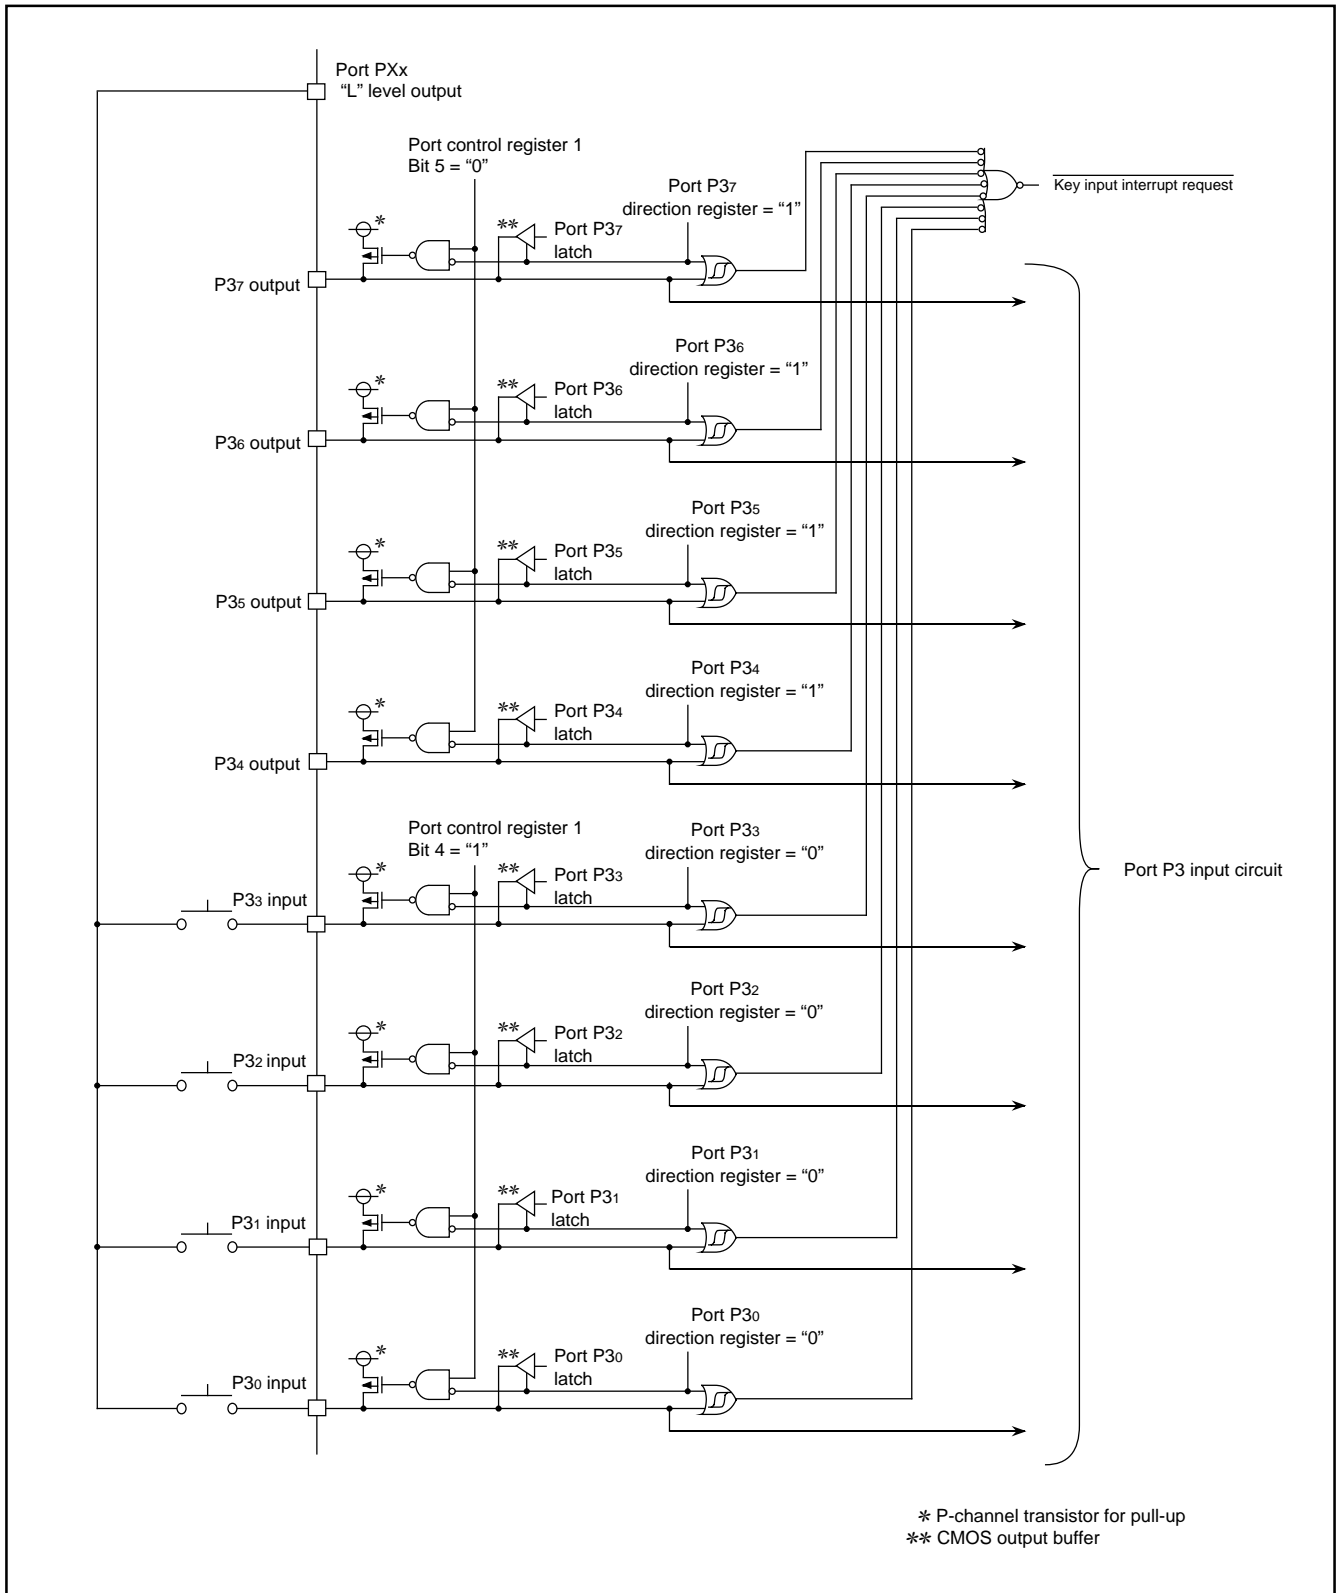 Port PXx
“L” level output
Port control register 1
Bit 5 = “0”
Key input interrupt request
Port P37
direction register = “1”
*
**
Port P37
latch
P37 output
Port P36
direction register = “1”
*
**
Port P36
latch
P36 output
Port P35
direction register = “1”
*
**
Port P35
latch
P35 output
Port P34
direction register = “1”
*
**
Port P34
latch
P34 output
Port control register 1
Bit 4 = “1”
Port P33
direction register = “0”
*
**
Port P33
latch
P33 input
Port P3 input circuit
Port P32
direction register = “0”
*
**
Port P32
latch
P32 input
Port P31
direction register = “0”
*
**
Port P31
latch
P31 input
Port P30
direction register = “0”
*
**
Port P30
latch
P30 input
* P-channel transistor for pull-up
** CMOS output buffer